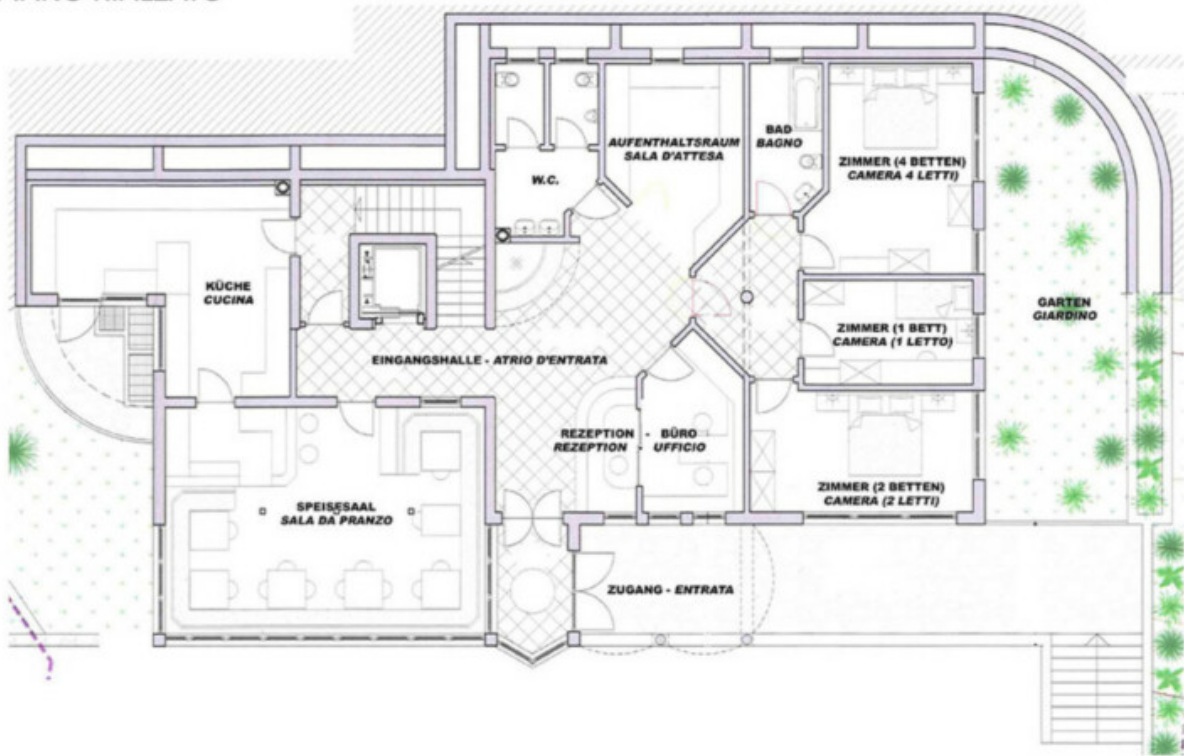 AUFENTHALTSRAUM
SALA D'ATTESA
BAD
BAGNO
ZIMMER (4 BETTEN)
CAMERA 4 LETTI)
W.C.
KÜCHE
CUCINA
GARTEN
GIARDINO
ZIMMER (1 BETT)
CAMERA (1 LETTO)
EINGANGSHALLE - ATRIO D'ENTRATA
REZEPTION - BÜRO
REZEPTION - UFFICIO
ZIMMER (2 BETTEN)
CAMERA (2 LETTI)
SPEISESAAL
SALA DA PRANZO
ZUGANG - ENTRATA